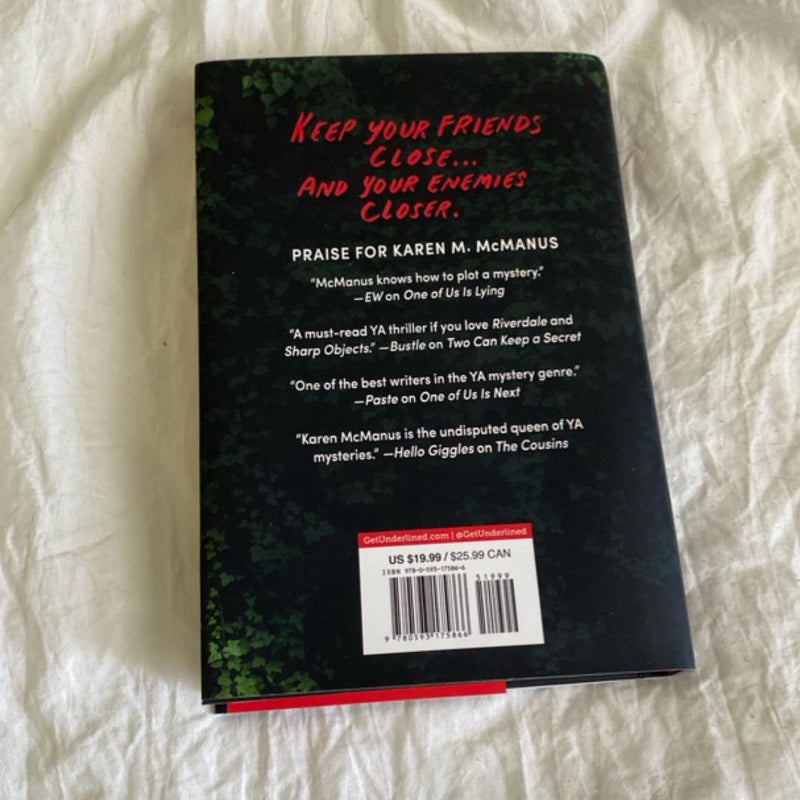 KEEP YOUR FRIENDS
CLOSE...
AND YOUR ENEMIES
CLOSER.
PRAISE FOR KAREN M. McMANUS
"McManus knows how to plot a mystery."
—EW on One of Us Is Lying
"A must-read YA thriller if you love Riverdale and
Sharp Objects." —Bustle on Two Can Keep a Secret
"One of the best writers in the YA mystery genre."
—Paste on One of Us Is Next
"Karen McManus is the undisputed queen of YA
mysteries." —Hello Giggles on The Cousins
GetUnderlined.com | @GetUnderlined
US $19.99 / $25.99 CAN
ISBN 978-0-593-17586-6
51999
9 780593 175866